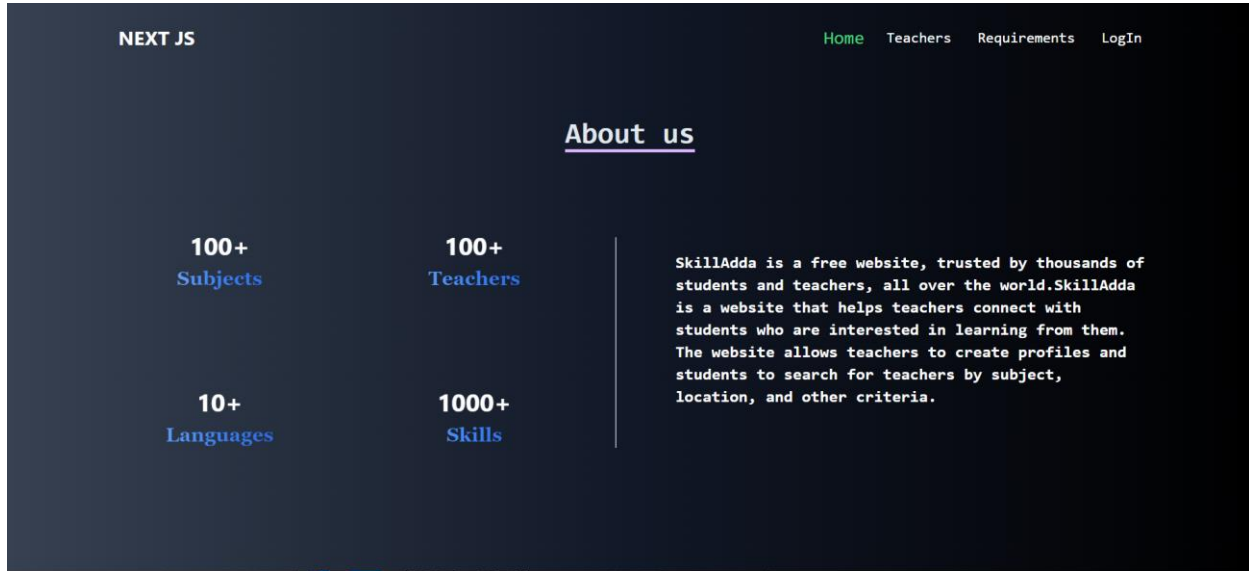 NEXT JS
Home Teachers Requirements LogIn
About us
100+
Subjects
100+
Teachers
10+
Languages
1000+
Skills
SkillAdda is a free website, trusted by thousands of
students and teachers, all over the world.SkillAdda
is a website that helps teachers connect with
students who are interested in learning from them.
The website allows teachers to create profiles and
students to search for teachers by subject,
location, and other criteria.